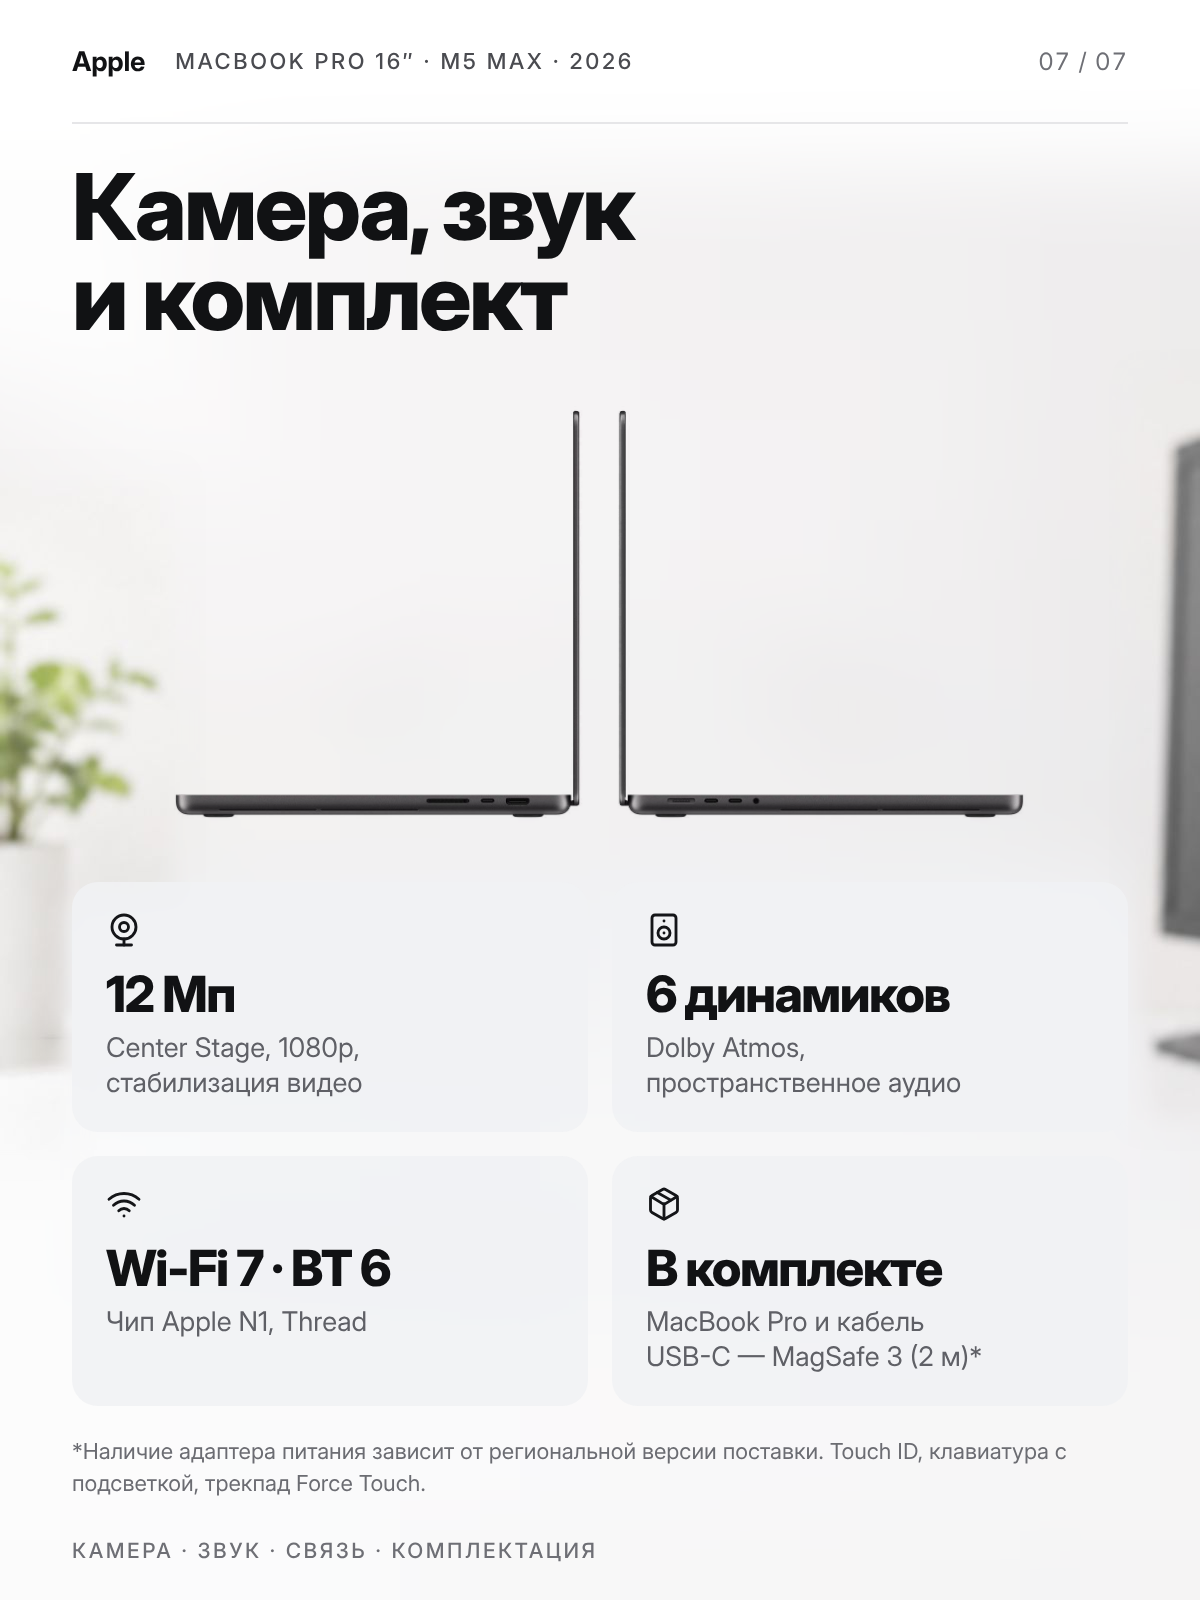 Apple MACBOOK PRO 16″ · M5 MAX · 2026 07 / 07
Камера, звук
и комплект
12 Мп
Center Stage, 1080p,
стабилизация видео
6 динамиков
Dolby Atmos,
пространственное аудио
Wi-Fi 7 · BT 6
Чип Apple N1, Thread
В комплекте
MacBook Pro и кабель
USB-C — MagSafe 3 (2 м)*
*Наличие адаптера питания зависит от региональной версии поставки. Touch ID, клавиатура с
подсветкой, трекпад Force Touch.
КАМЕРА · ЗВУК · СВЯЗЬ · КОМПЛЕКТАЦИЯ